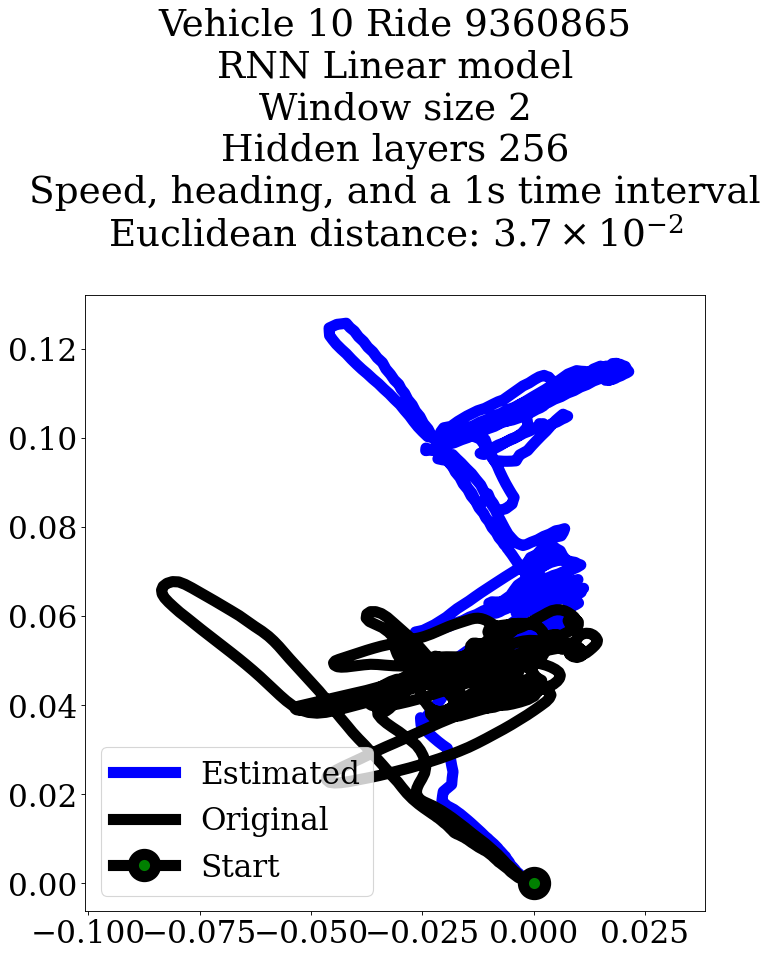 Vehicle 10 Ride 9360865
RNN Linear model
Window size 2
Hidden layers 256
Speed, heading, and a 1s time interval
Euclidean distance: 3.7 × 10⁻²
0.12
0.10
0.08
0.06
0.04
0.02
0.00
Estimated
Original
Start
−0.100 −0.075 −0.050 −0.025 0.000 0.025